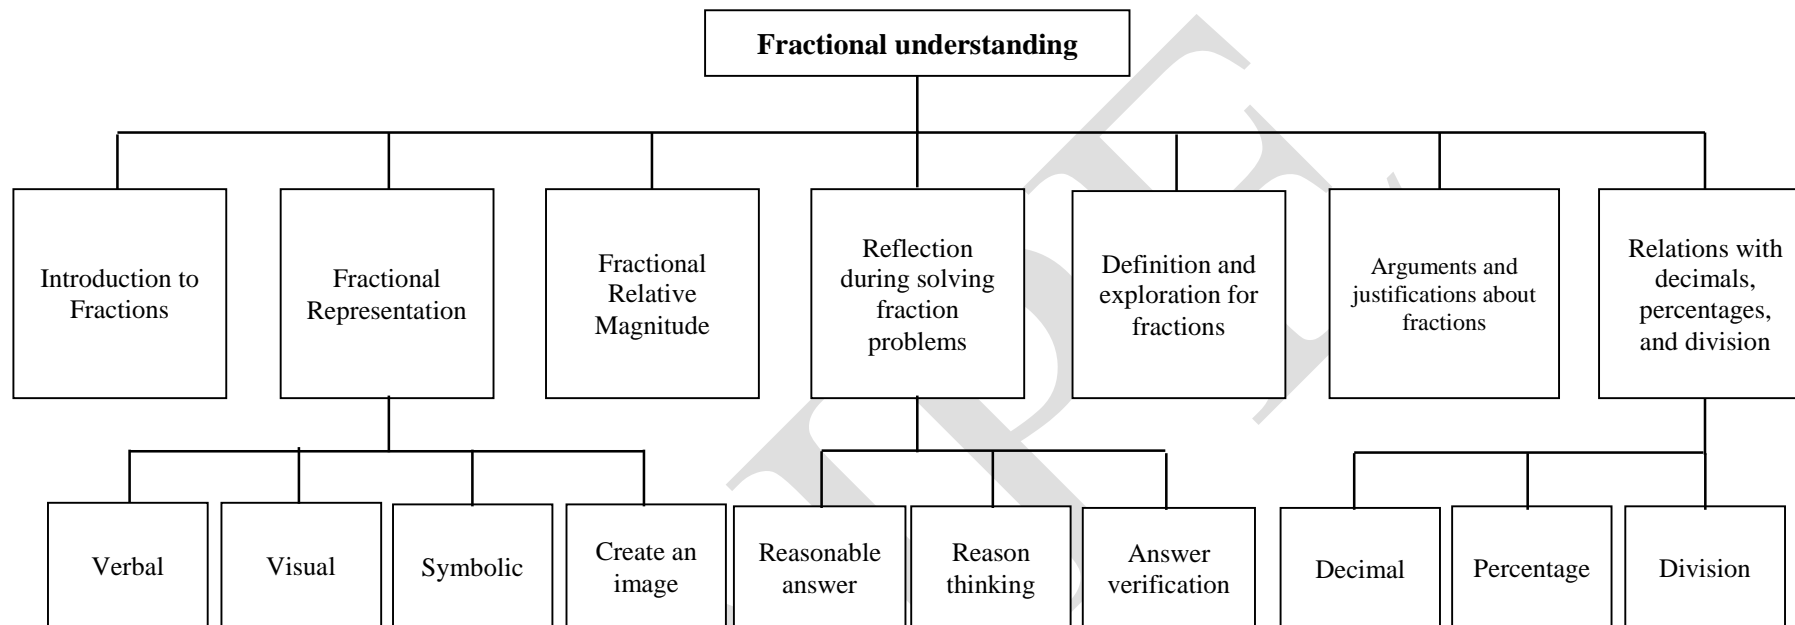 Fractional understanding
Introduction to
Fractions
Fractional
Representation
Fractional
Relative
Magnitude
Reflection
during solving
fraction
problems
Definition and
exploration for
fractions
Arguments and
justifications about
fractions
Relations with
decimals,
percentages,
and division
Verbal
Visual
Symbolic
Create an
image
Reasonable
answer
Reason
thinking
Answer
verification
Decimal
Percentage
Division